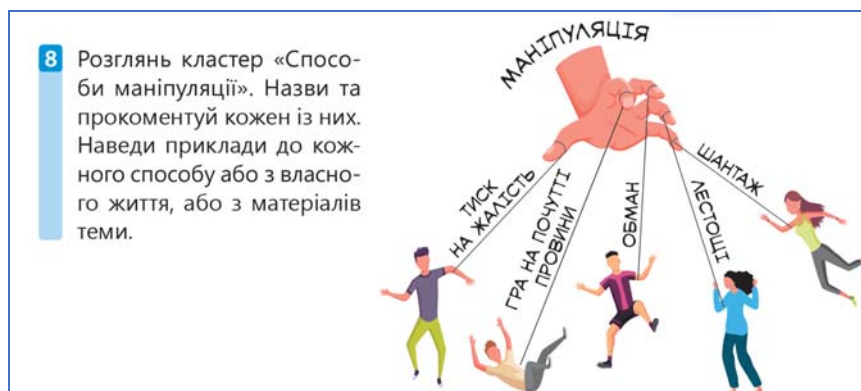 8 Розглянь кластер «Спосо-
би маніпуляції». Назви та
прокоментуй кожен із них.
Наведи приклади до кож-
ного способу або з власно-
го життя, або з матеріалів
теми.
МАНІПУЛЯЦІЯ
ТИСК
НА ЖАЛІСТЬ
ГРА НА ПОЧУТТІ
ПРОВИНИ
ОБМАН
ЛЕСТОЩІ
ШАНТАЖ